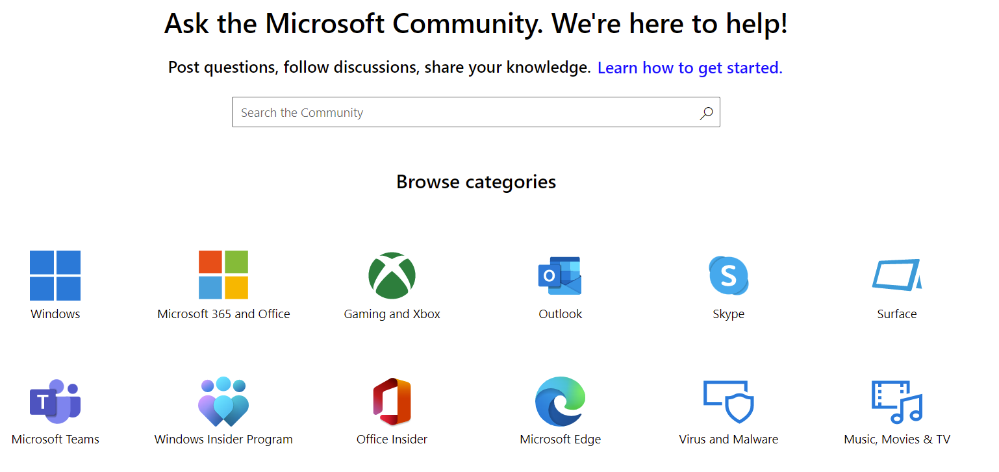 Ask the Microsoft Community. We're here to help!
Post questions, follow discussions, share your knowledge. Learn how to get started.
Search the Community
Browse categories
Windows
Microsoft 365 and Office
Gaming and Xbox
O
Outlook
S
Skype
Surface
T
Microsoft Teams
Windows Insider Program
Office Insider
Microsoft Edge
Virus and Malware
Music, Movies & TV